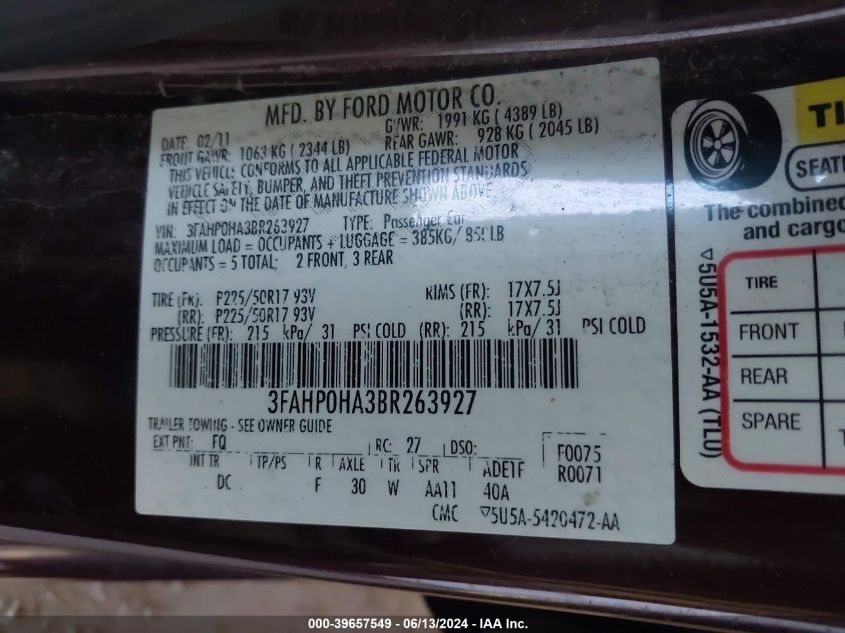 MFD. BY FORD MOTOR CO.
DATE: 02/11 GVWR: 1991 KG ( 4389 LB)
FRONT GAWR: 1063 KG ( 2344 LB) REAR GAWR: 928 KG ( 2045 LB)
THIS VEHICLE CONFORMS TO ALL APPLICABLE FEDERAL MOTOR
VEHICLE SAFETY, BUMPER, AND THEFT PREVENTION STANDARDS
IN EFFECT ON THE DATE OF MANUFACTURE SHOWN ABOVE
VIN: 3FAHP0HA3BR263927 TYPE: Passenger Car
MAXIMUM LOAD = OCCUPANTS + LUGGAGE = 385KG/ 850LB
OCCUPANTS = 5 TOTAL; 2 FRONT, 3 REAR
TIRE (FR): P225/50R17 93V RIMS (FR): 17X7.5J
(RR): P225/50R17 93V (RR): 17X7.5J
PRESSURE (FR): 215 kPa/ 31 PSI COLD (RR): 215 kPa/ 31 PSI COLD
3FAHP0HA3BR263927
TRAILER TOWING - SEE OWNER GUIDE
EXT PNT: FQ RC: 27 DSO: F0075
INT TR TP/PS R AXLE TR SPR ADE1F R0071
DC F 30 W AA11 40A
CMC ▽5U5A-5420472-AA
TI
SEATI
The combined
and cargo
TIRE
FRONT
REAR
SPARE
▽5U5A-1532-AA (TLU)
000-39657549 - 06/13/2024 - IAA Inc.